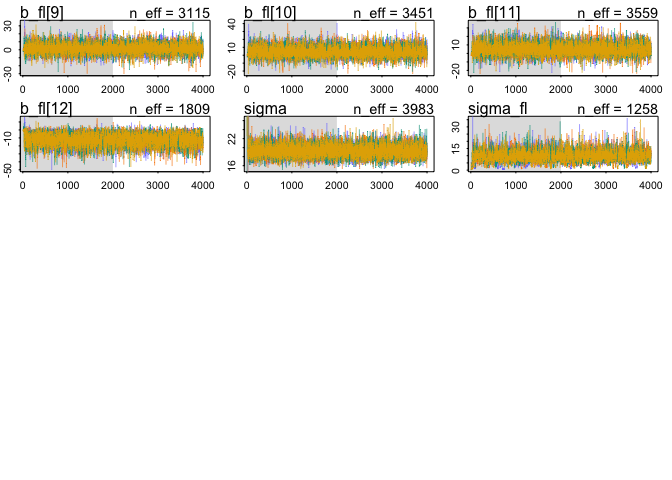 b_fl[9] n_eff = 3115
b_fl[10] n_eff = 3451
b_fl[11] n_eff = 3559
30
0
-30
40
10
-20
10
-20
0 1000 2000 3000 4000
0 1000 2000 3000 4000
0 1000 2000 3000 4000
b_fl[12] n_eff = 1809
sigma n_eff = 3983
sigma_fl n_eff = 1258
-10
-50
22
16
30
15
0
0 1000 2000 3000 4000
0 1000 2000 3000 4000
0 1000 2000 3000 4000